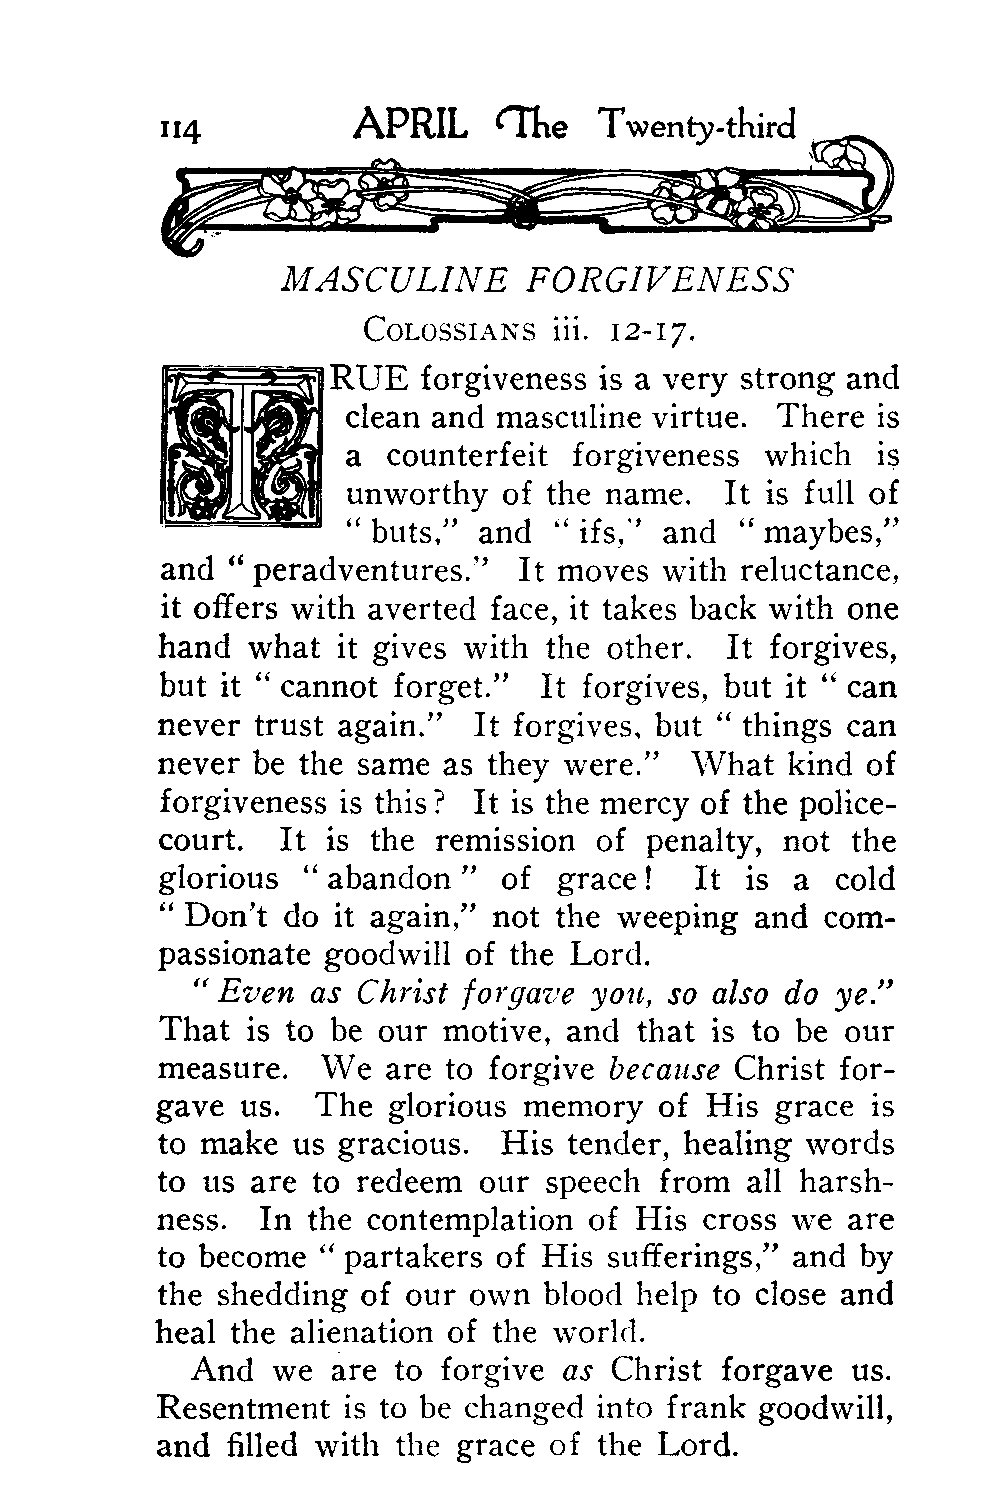 114 APRIL The Twenty-third
MASCULINE FORGIVENESS
COLOSSIANS iii. 12-17.
TRUE forgiveness is a very strong and
clean and masculine virtue. There is
a counterfeit forgiveness which is
unworthy of the name. It is full of
“ buts,” and “ ifs,” and “ maybes,”
and “ peradventures.” It moves with reluctance,
it offers with averted face, it takes back with one
hand what it gives with the other. It forgives,
but it “ cannot forget.” It forgives, but it “ can
never trust again.” It forgives, but “ things can
never be the same as they were.” What kind of
forgiveness is this? It is the mercy of the police-
court. It is the remission of penalty, not the
glorious “ abandon ” of grace! It is a cold
“ Don't do it again,” not the weeping and com-
passionate goodwill of the Lord.
“ Even as Christ forgave you, so also do ye.”
That is to be our motive, and that is to be our
measure. We are to forgive because Christ for-
gave us. The glorious memory of His grace is
to make us gracious. His tender, healing words
to us are to redeem our speech from all harsh-
ness. In the contemplation of His cross we are
to become “ partakers of His sufferings,” and by
the shedding of our own blood help to close and
heal the alienation of the world.
And we are to forgive as Christ forgave us.
Resentment is to be changed into frank goodwill,
and filled with the grace of the Lord.